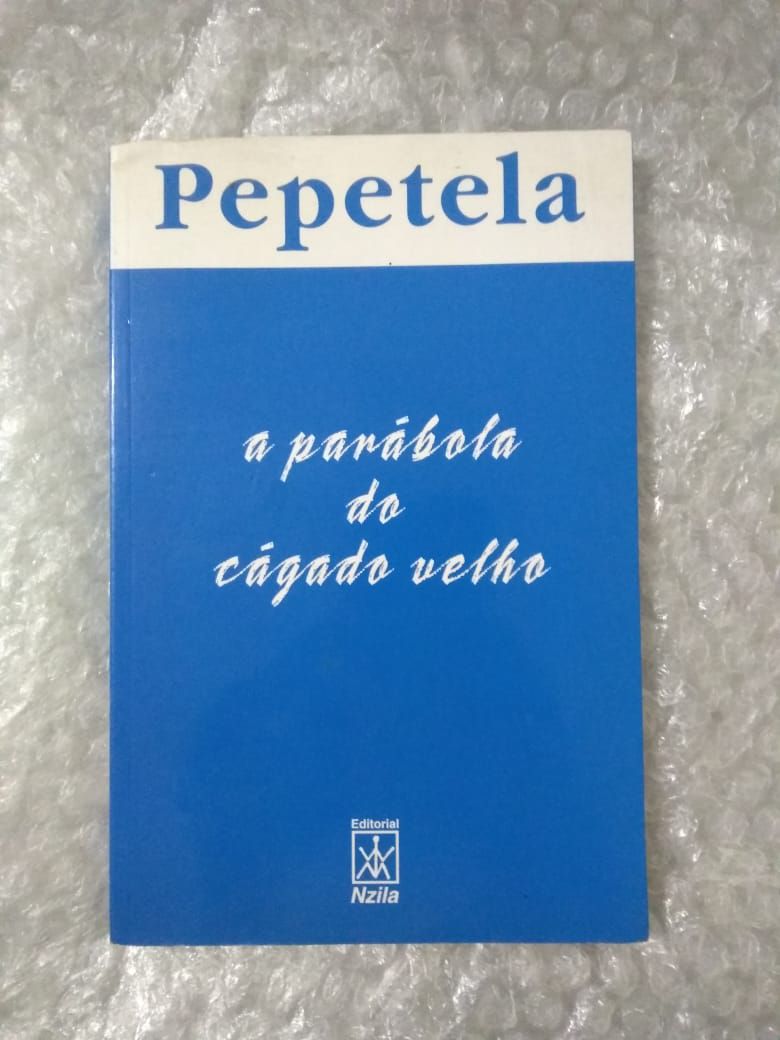 Pepetela
a parábola
do
cágado velho
Editorial
Nzila